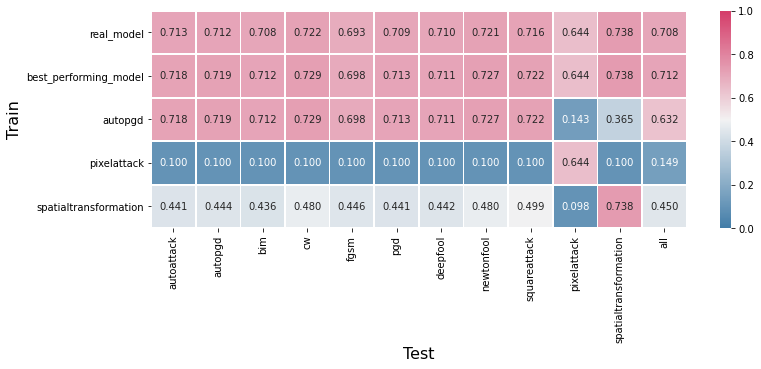 Train
real_model 0.713 0.712 0.708 0.722 0.693 0.709 0.710 0.721 0.716 0.644 0.738 0.708
best_performing_model 0.718 0.719 0.712 0.729 0.698 0.713 0.711 0.727 0.722 0.644 0.738 0.712
autopgd 0.718 0.719 0.712 0.729 0.698 0.713 0.711 0.727 0.722 0.143 0.365 0.632
pixelattack 0.100 0.100 0.100 0.100 0.100 0.100 0.100 0.100 0.100 0.644 0.100 0.149
spatialtransformation 0.441 0.444 0.436 0.480 0.446 0.441 0.442 0.480 0.499 0.098 0.738 0.450
autoattack
autopgd
bim
cw
fgsm
pgd
deepfool
newtonfool
squareattack
pixelattack
spatialtransformation
all
Test
1.0
0.8
0.6
0.4
0.2
0.0